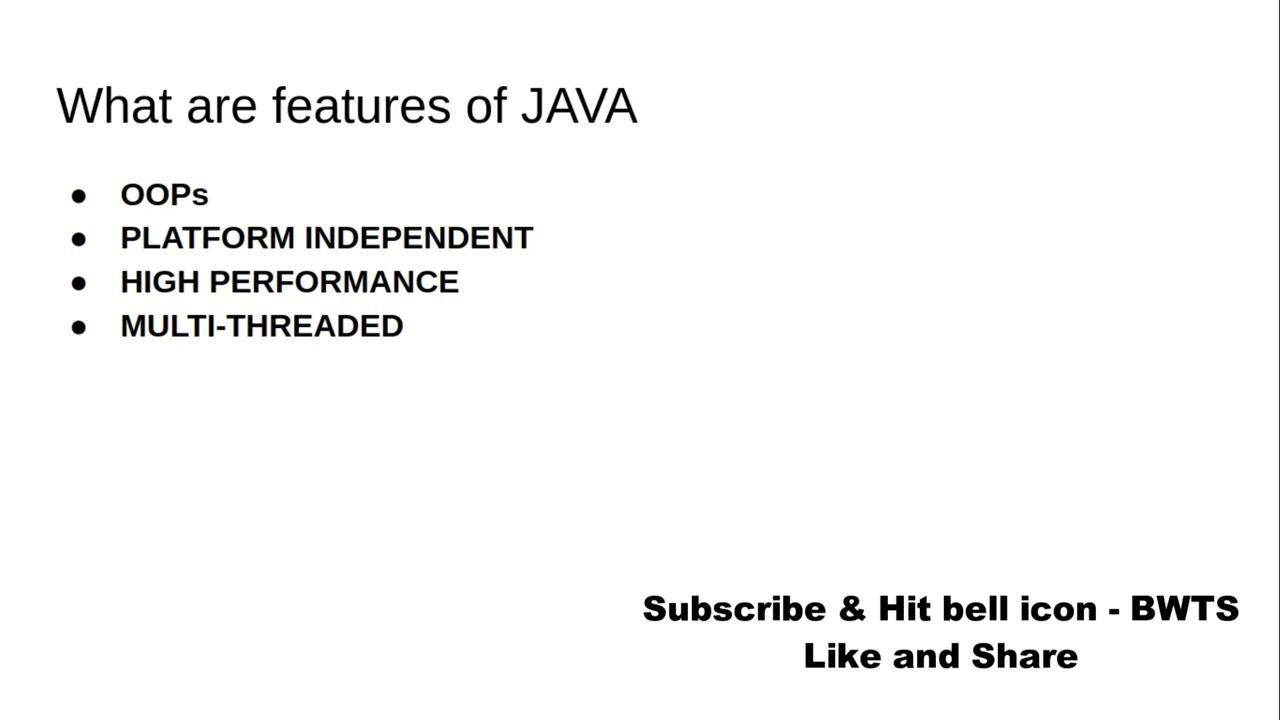 What are features of JAVA
● OOPs
● PLATFORM INDEPENDENT
● HIGH PERFORMANCE
● MULTI-THREADED
Subscribe & Hit bell icon - BWTS
Like and Share